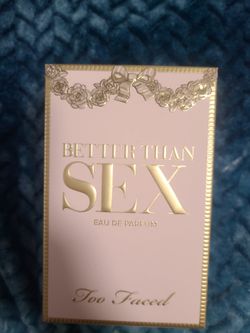 BETTER THAN
SEX
EAU DE PARFUM
Too Faced